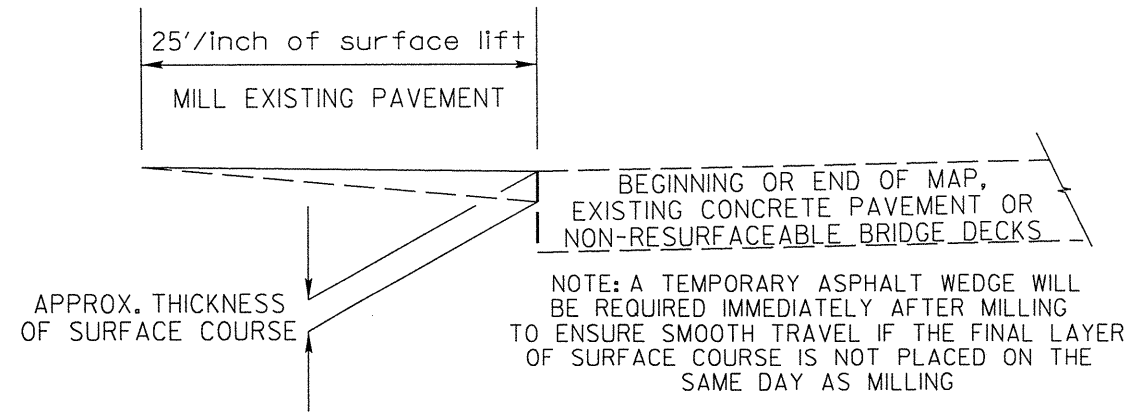 25'/inch of surface lift
MILL EXISTING PAVEMENT
BEGINNING OR END OF MAP,
EXISTING CONCRETE PAVEMENT OR
NON-RESURFACEABLE BRIDGE DECKS
APPROX. THICKNESS
OF SURFACE COURSE
NOTE: A TEMPORARY ASPHALT WEDGE WILL
BE REQUIRED IMMEDIATELY AFTER MILLING
TO ENSURE SMOOTH TRAVEL IF THE FINAL LAYER
OF SURFACE COURSE IS NOT PLACED ON THE
SAME DAY AS MILLING